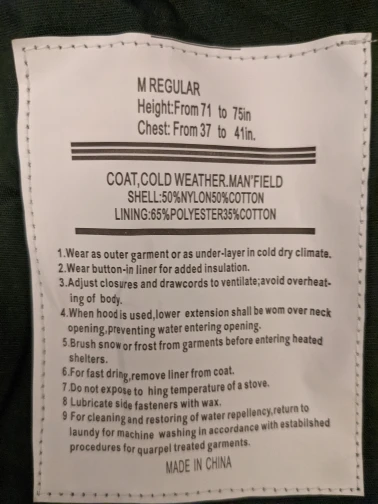 M REGULAR
Height:From 71 to 75in
Chest: From 37 to 41in.
COAT,COLD WEATHER.MAN'FIELD
SHELL:50%NYLON50%COTTON
LINING:65%POLYESTER35%COTTON
1.Wear as outer garment or as under-layer in cold dry climate.
2.Wear button-in liner for added insulation.
3.Adjust closures and drawcords to ventilate;avoid overheat-
ing of body.
4.When hood is used,lower extension shall be wom over neck
opening,preventing water entering opening.
5.Brush snow or frost from garments before entering heated
shelters.
6.For fast dring,remove liner from coat.
7.Do not expose to hing temperature of a stove.
8 Lubricate side fasteners with wax.
9 For cleaning and restoring of water repellency,return to
laundy for machine washing in accordance with estabilshed
procedures for quarpel treated garments.
MADE IN CHINA